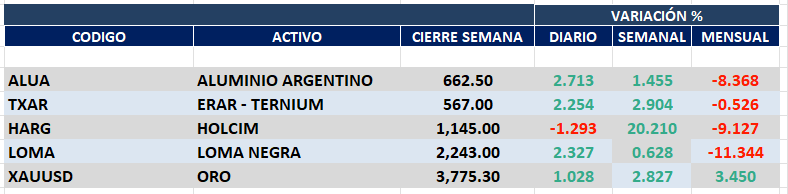 VARIACIÓN %
CODIGO ACTIVO CIERRE SEMANA DIARIO SEMANAL MENSUAL
ALUA ALUMINIO ARGENTINO 662.50 2.713 1.455 -8.368
TXAR ERAR - TERNIUM 567.00 2.254 2.904 -0.526
HARG HOLCIM 1,145.00 -1.293 20.210 -9.127
LOMA LOMA NEGRA 2,243.00 2.327 0.628 -11.344
XAUUSD ORO 3,775.30 1.028 2.827 3.450